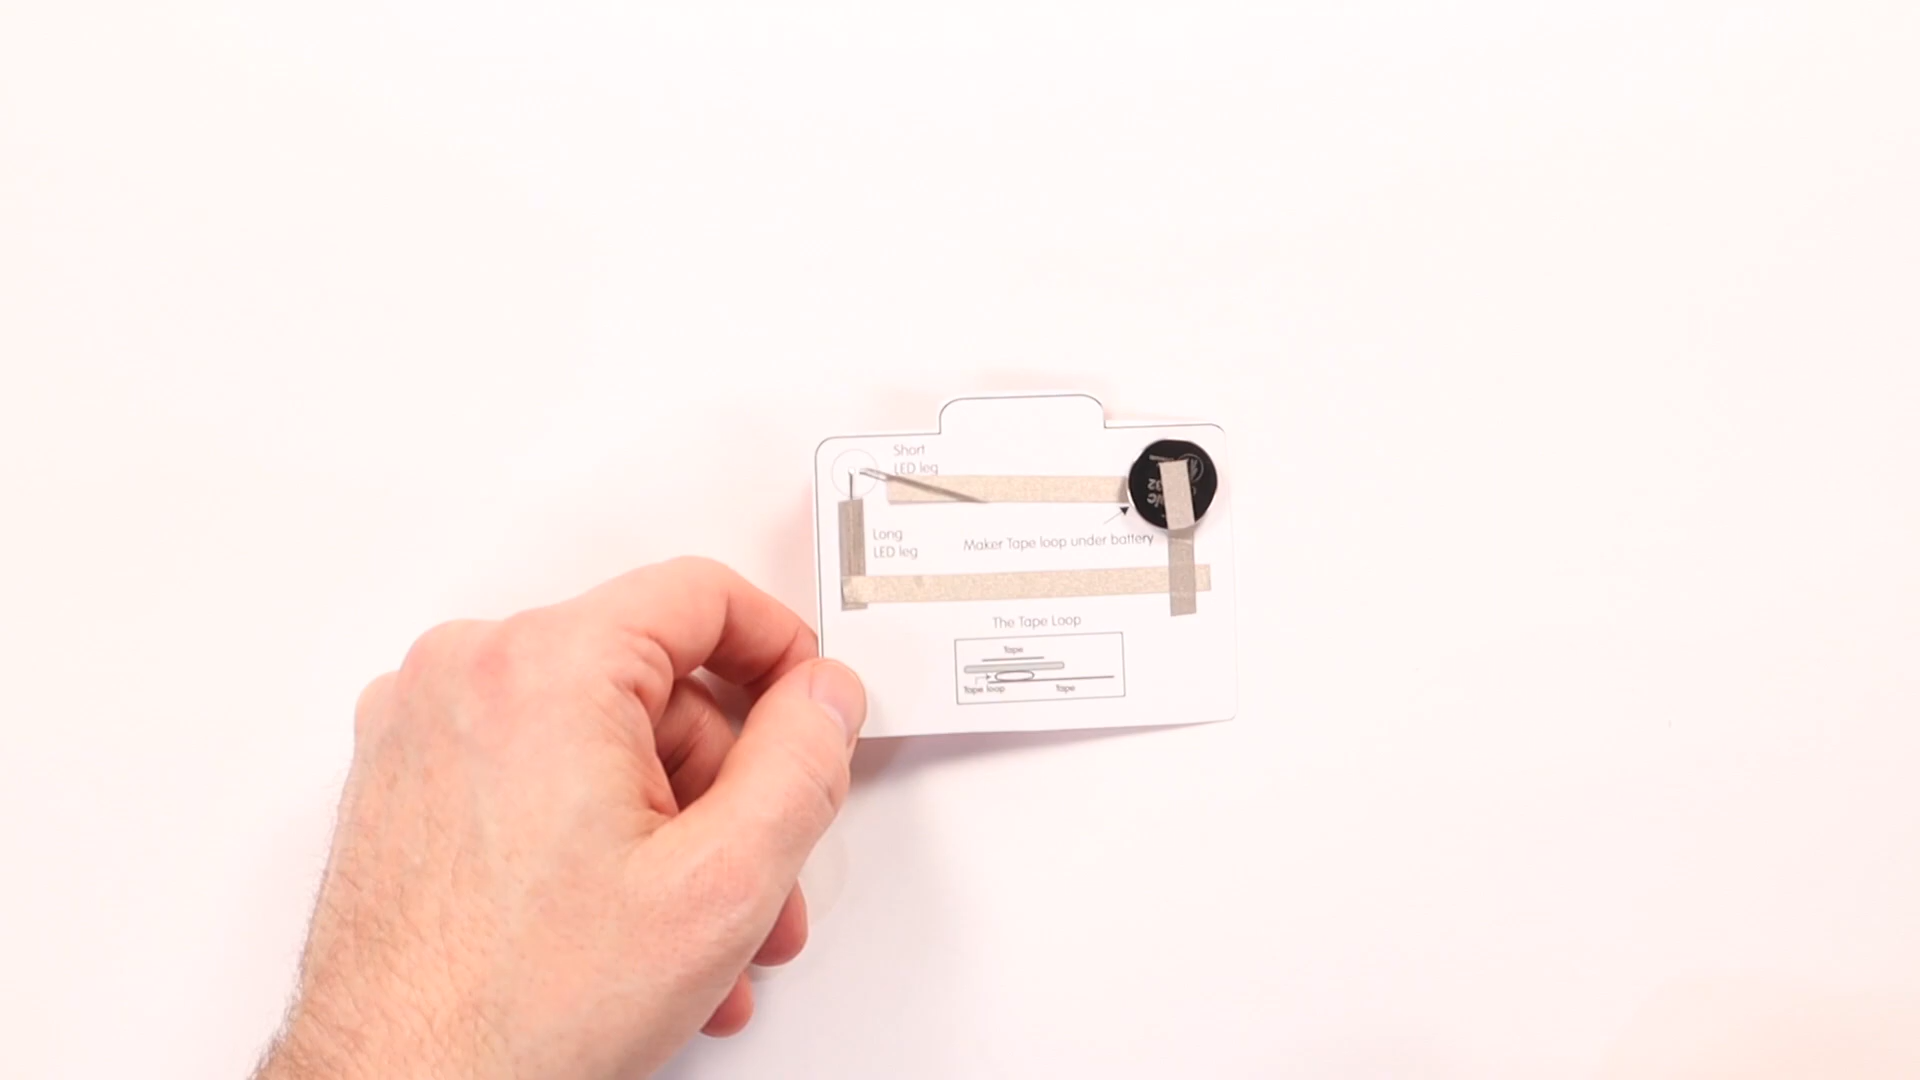 Short
LED leg
Long
LED leg
Maker Tape loop under battery
The Tape Loop
Tape
Tape loop
Tape